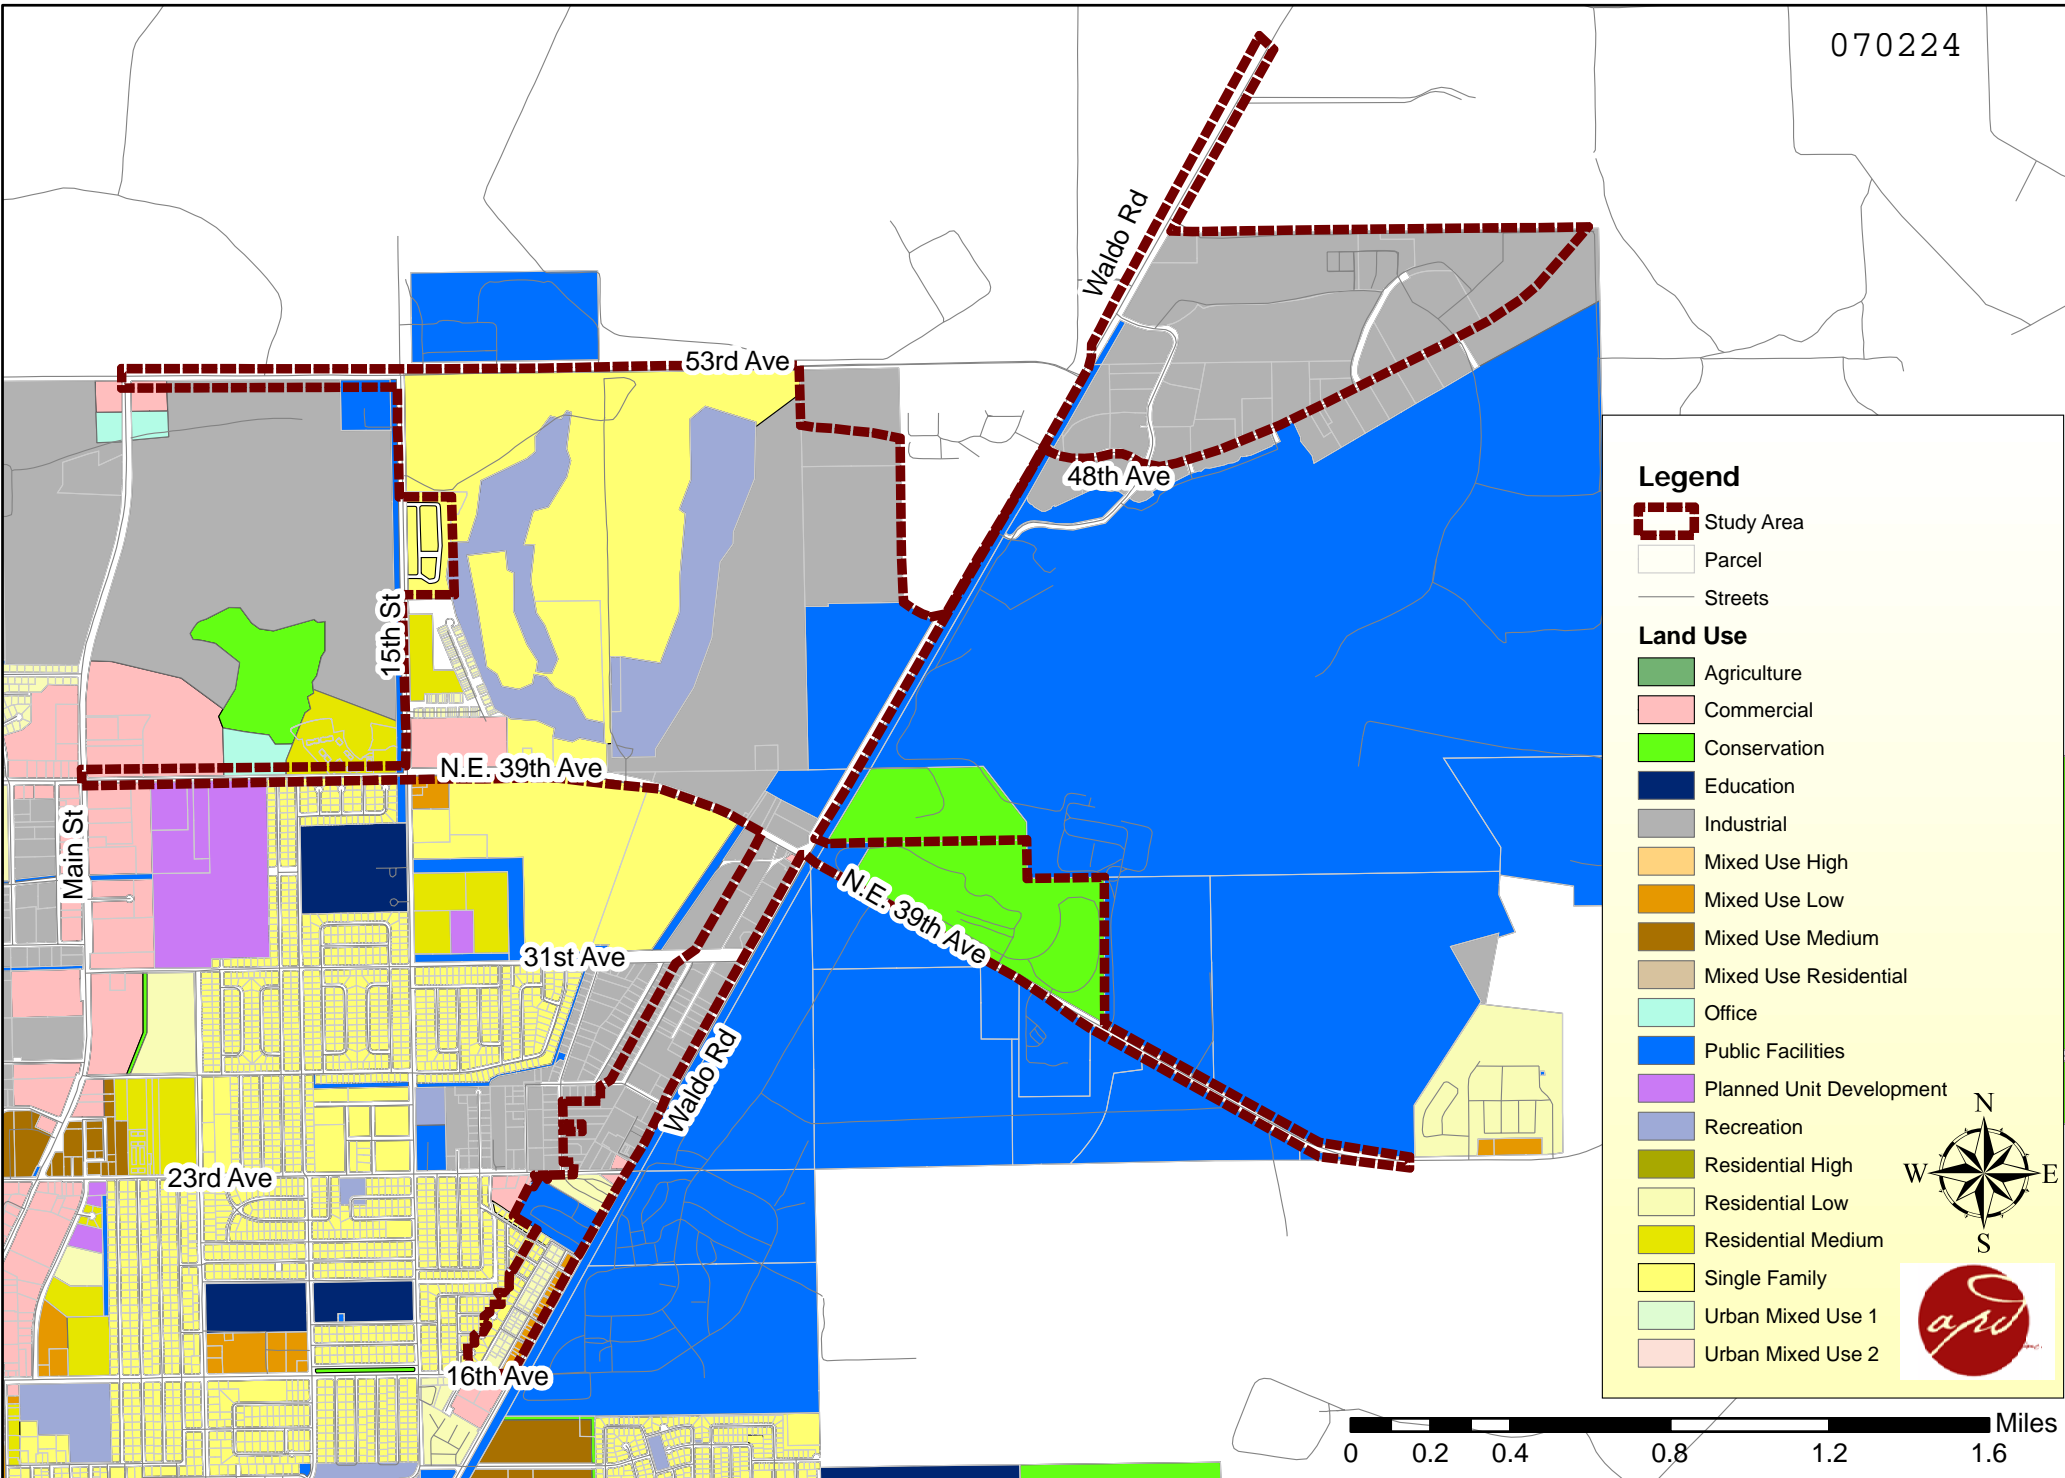 070224
Waldo Rd
53rd Ave
48th Ave
15th St
N.E. 39th Ave
Main St
N.E. 39th Ave
31st Ave
Waldo Rd
23rd Ave
16th Ave
Legend
Study Area
Parcel
Streets
Land Use
Agriculture
Commercial
Conservation
Education
Industrial
Mixed Use High
Mixed Use Low
Mixed Use Medium
Mixed Use Residential
Office
Public Facilities
Planned Unit Development
Recreation
Residential High
Residential Low
Residential Medium
Single Family
Urban Mixed Use 1
Urban Mixed Use 2
N
W E
S
apd
Miles
0 0.2 0.4 0.8 1.2 1.6